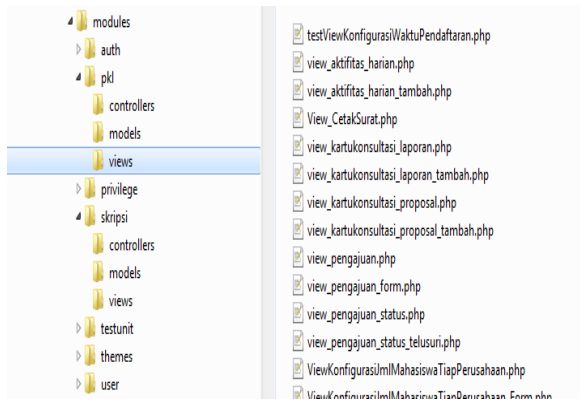 modules
auth
pkl
controllers
models
views
privilege
skripsi
controllers
models
views
testunit
themes
user
testViewKonfigurasiWaktuPendaftaran.php
view_aktifitas_harian.php
view_aktifitas_harian_tambah.php
View_CetakSurat.php
view_kartukonsultasi_laporan.php
view_kartukonsultasi_laporan_tambah.php
view_kartukonsultasi_proposal.php
view_kartukonsultasi_proposal_tambah.php
view_pengajuan.php
view_pengajuan_form.php
view_pengajuan_status.php
view_pengajuan_status_telusuri.php
ViewKonfigurasiJmlMahasiswaTiapPerusahaan.php
ViewKonfigurasiJmlMahasiswaTiapPerusahaan_Form.php